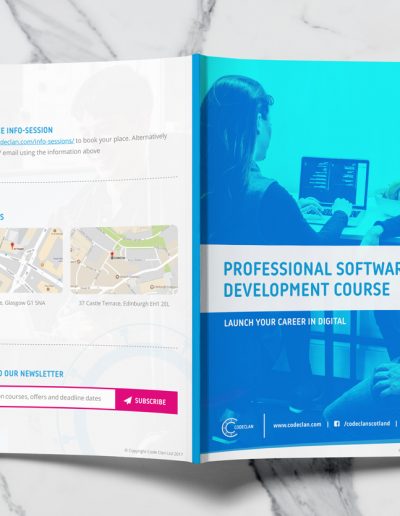 E INFO-SESSION
declan.com/info-sessions/ to book your place. Alternatively
email using the information above
S
e, Glasgow G1 5NA
37 Castle Terrace, Edinburgh EH1 2EL
O OUR NEWSLETTER
n courses, offers and deadline dates
SUBSCRIBE
© Copyright Code Clan Ltd 2017
PROFESSIONAL SOFTWAR
DEVELOPMENT COURSE
LAUNCH YOUR CAREER IN DIGITAL
CODECLAN
www.codeclan.com | /codeclanscotland |